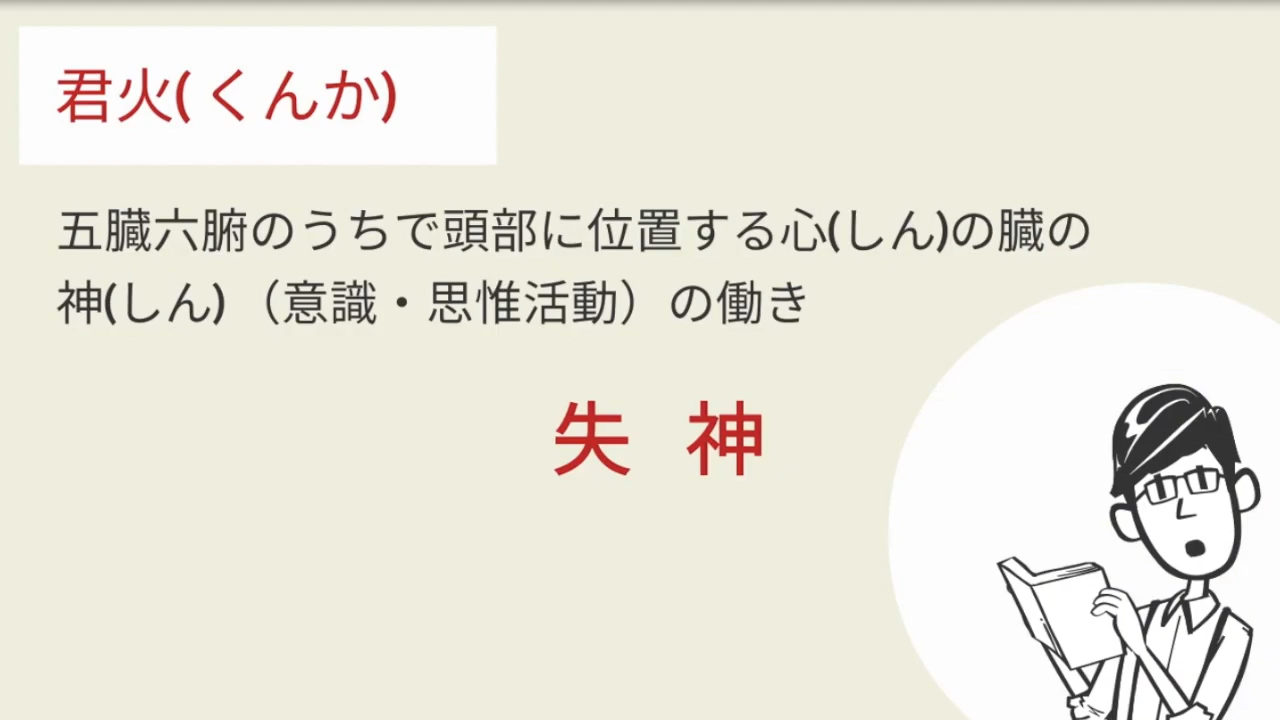 君火(くんか)
五臓六腑のうちで頭部に位置する心(しん)の臓の
神(しん)（意識・思惟活動）の働き
失 神